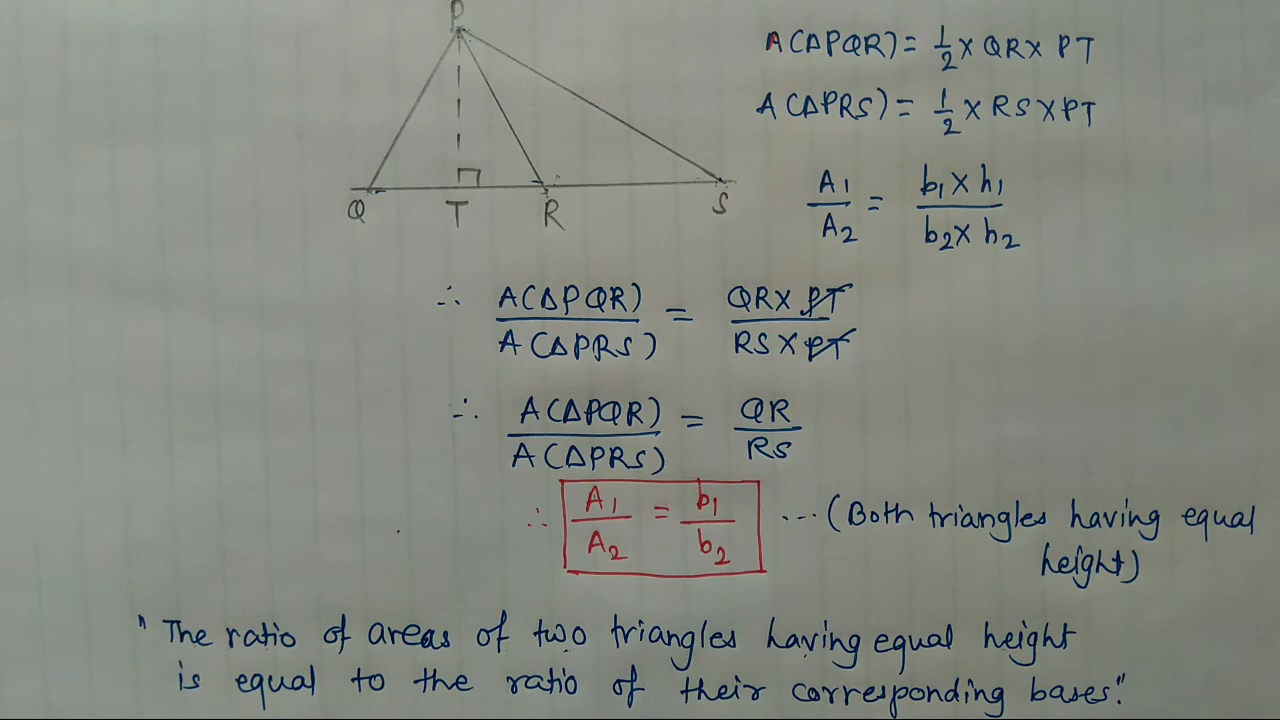 P
Q T R S
A(ΔPQR) = 1/2 × QR × PT
A(ΔPRS) = 1/2 × RS × PT
A1/A2 = b1 × h1 / b2 × h2
∴ A(ΔPQR)/A(ΔPRS) = QR × PT / RS × PT
∴ A(ΔPQR)/A(ΔPRS) = QR/RS
∴ A1/A2 = b1/b2 ... (Both triangles having equal
height)
"The ratio of areas of two triangles having equal height
is equal to the ratio of their corresponding bases."